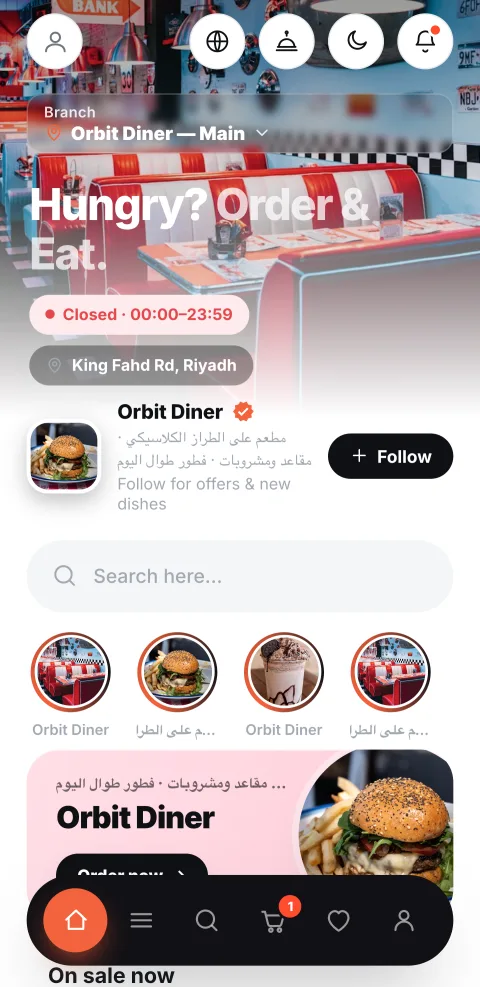 BANK
Branch
Orbit Diner — Main
Hungry? Order &
Eat.
Closed · 00:00–23:59
King Fahd Rd, Riyadh
Orbit Diner
مطعم على الطراز الكلاسيكي ·
مقاعد ومشروبات · فطور طوال اليوم
Follow for offers & new
dishes
+ Follow
Search here...
Orbit Diner
م على الطرا...
Orbit Diner
م على الطرا...
مقاعد ومشروبات · فطور طوال اليوم ...
Orbit Diner
Order now
1
On sale now